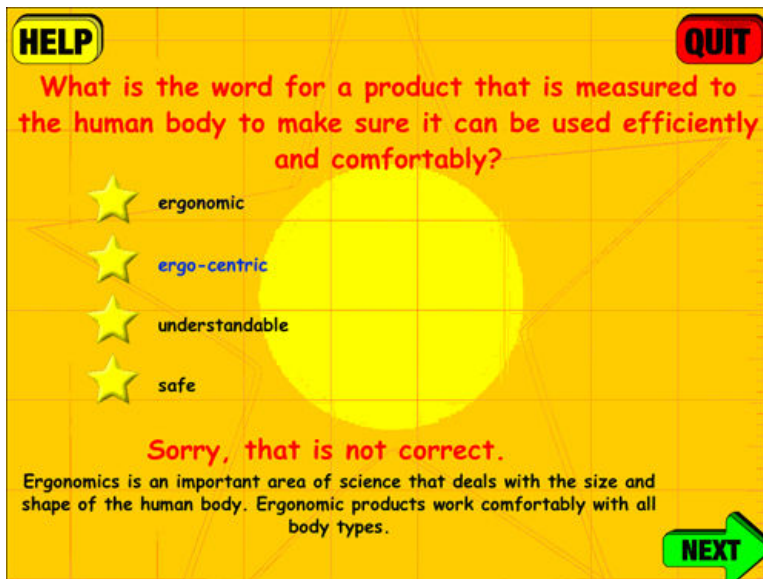 HELP
QUIT
What is the word for a product that is measured to
the human body to make sure it can be used efficiently
and comfortably?
ergonomic
ergo-centric
understandable
safe
Sorry, that is not correct.
Ergonomics is an important area of science that deals with the size and
shape of the human body. Ergonomic products work comfortably with all
body types.
NEXT